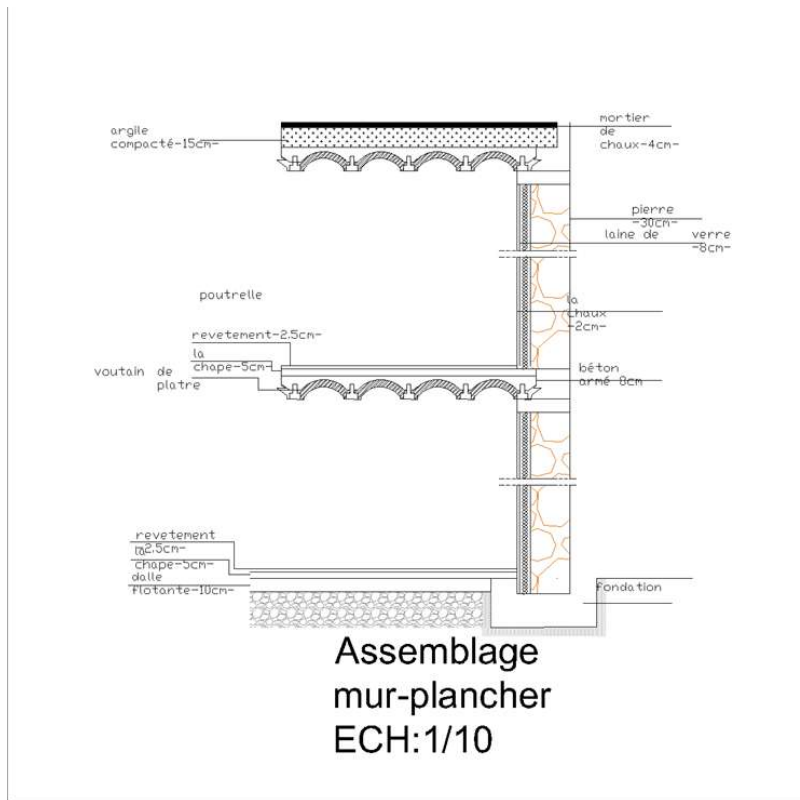 argile
compacté-15cm-
mortier
de
chaux-4cm-
pierre
-30cm-
laine de verre
-8cm-
poutrelle
la
chaux
-2cm-
revetement-2.5cm-
la
chape-5cm-
voutain de
platre
béton
armé 8cm
revetement
-2.5cm-
la
chape-5cm-
dalle
flotante-10cm-
fondation
Assemblage
mur-plancher
ECH:1/10